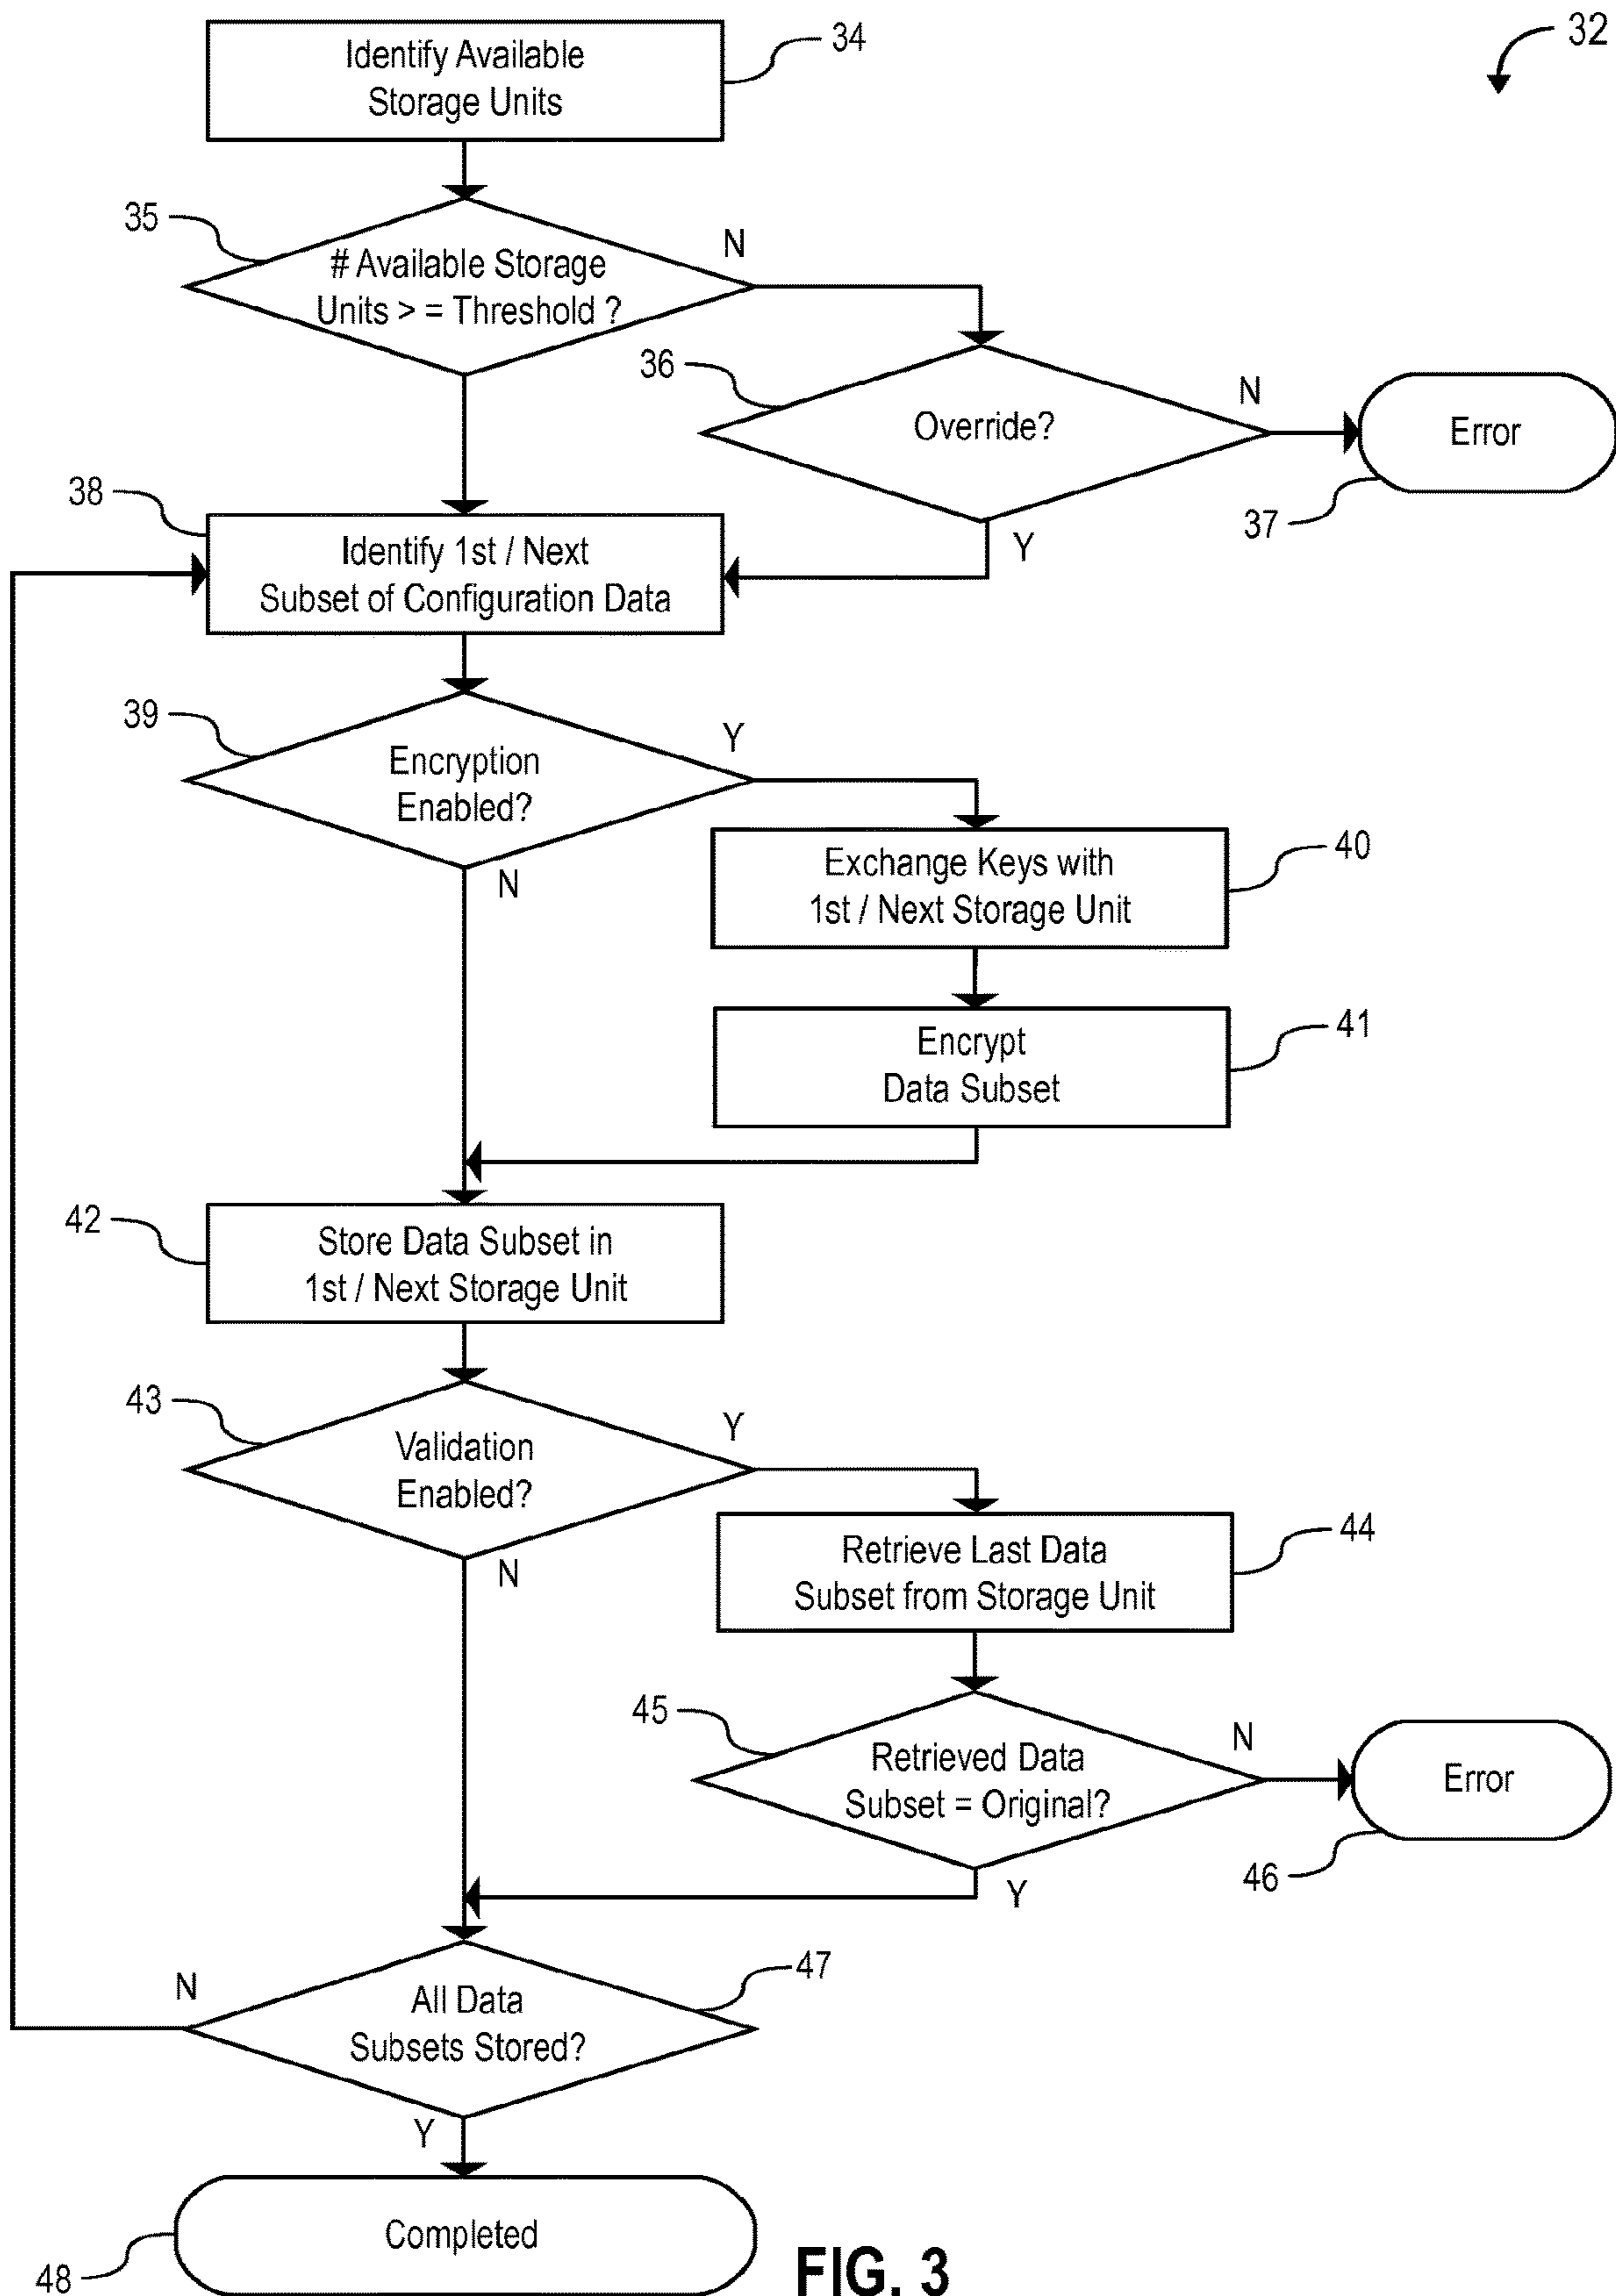 32
34
Identify Available
Storage Units
35
# Available Storage
Units > = Threshold ?
N
36
Override?
N
Error
37
Y
38
Identify 1st / Next
Subset of Configuration Data
39
Encryption
Enabled?
Y
N
Exchange Keys with
1st / Next Storage Unit
40
Encrypt
Data Subset
41
42
Store Data Subset in
1st / Next Storage Unit
43
Validation
Enabled?
Y
N
Retrieve Last Data
Subset from Storage Unit
44
45
Retrieved Data
Subset = Original?
N
Error
46
Y
N
All Data
Subsets Stored?
47
Y
Completed
48
FIG. 3